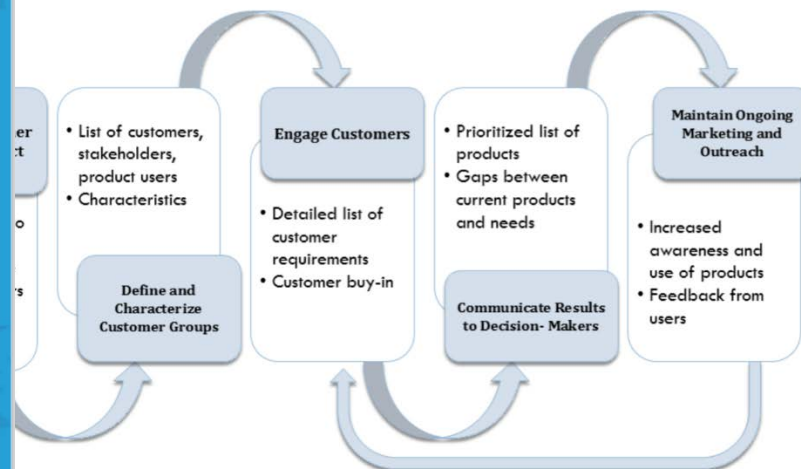 • List of customers,
stakeholders,
product users
• Characteristics
Define and
Characterize
Customer Groups
Engage Customers
• Detailed list of
customer
requirements
• Customer buy-in
• Prioritized list of
products
• Gaps between
current products
and needs
Communicate Results
to Decision- Makers
Maintain Ongoing
Marketing and
Outreach
• Increased
awareness and
use of products
• Feedback from
users